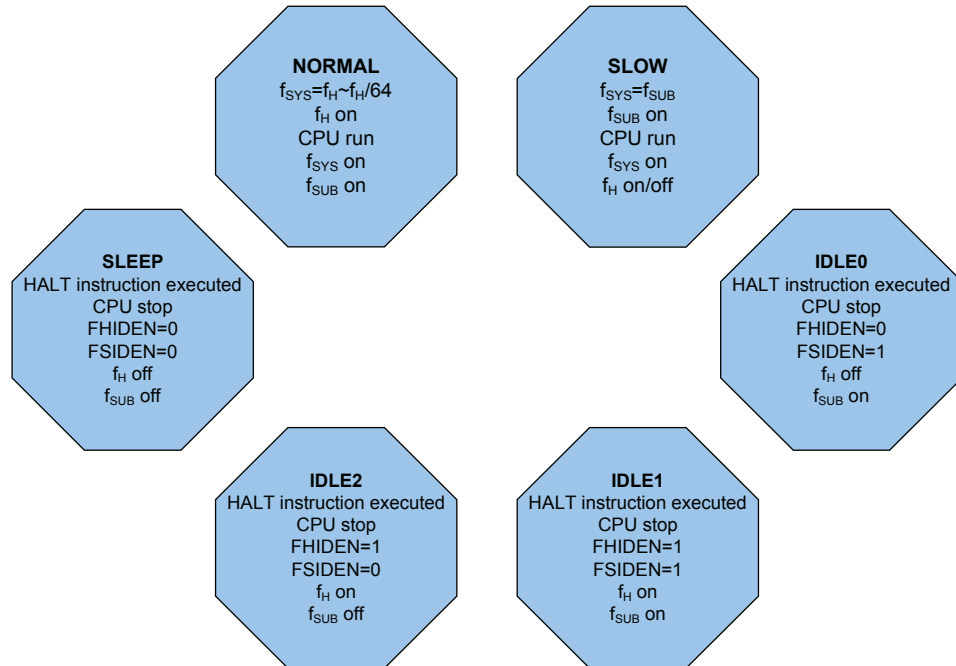 NORMAL
fSYS=fH~fH/64
fH on
CPU run
fSYS on
fSUB on
SLOW
fSYS=fSUB
fSUB on
CPU run
fSYS on
fH on/off
SLEEP
HALT instruction executed
CPU stop
FHIDEN=0
FSIDEN=0
fH off
fSUB off
IDLE0
HALT instruction executed
CPU stop
FHIDEN=0
FSIDEN=1
fH off
fSUB on
IDLE2
HALT instruction executed
CPU stop
FHIDEN=1
FSIDEN=0
fH on
fSUB off
IDLE1
HALT instruction executed
CPU stop
FHIDEN=1
FSIDEN=1
fH on
fSUB on